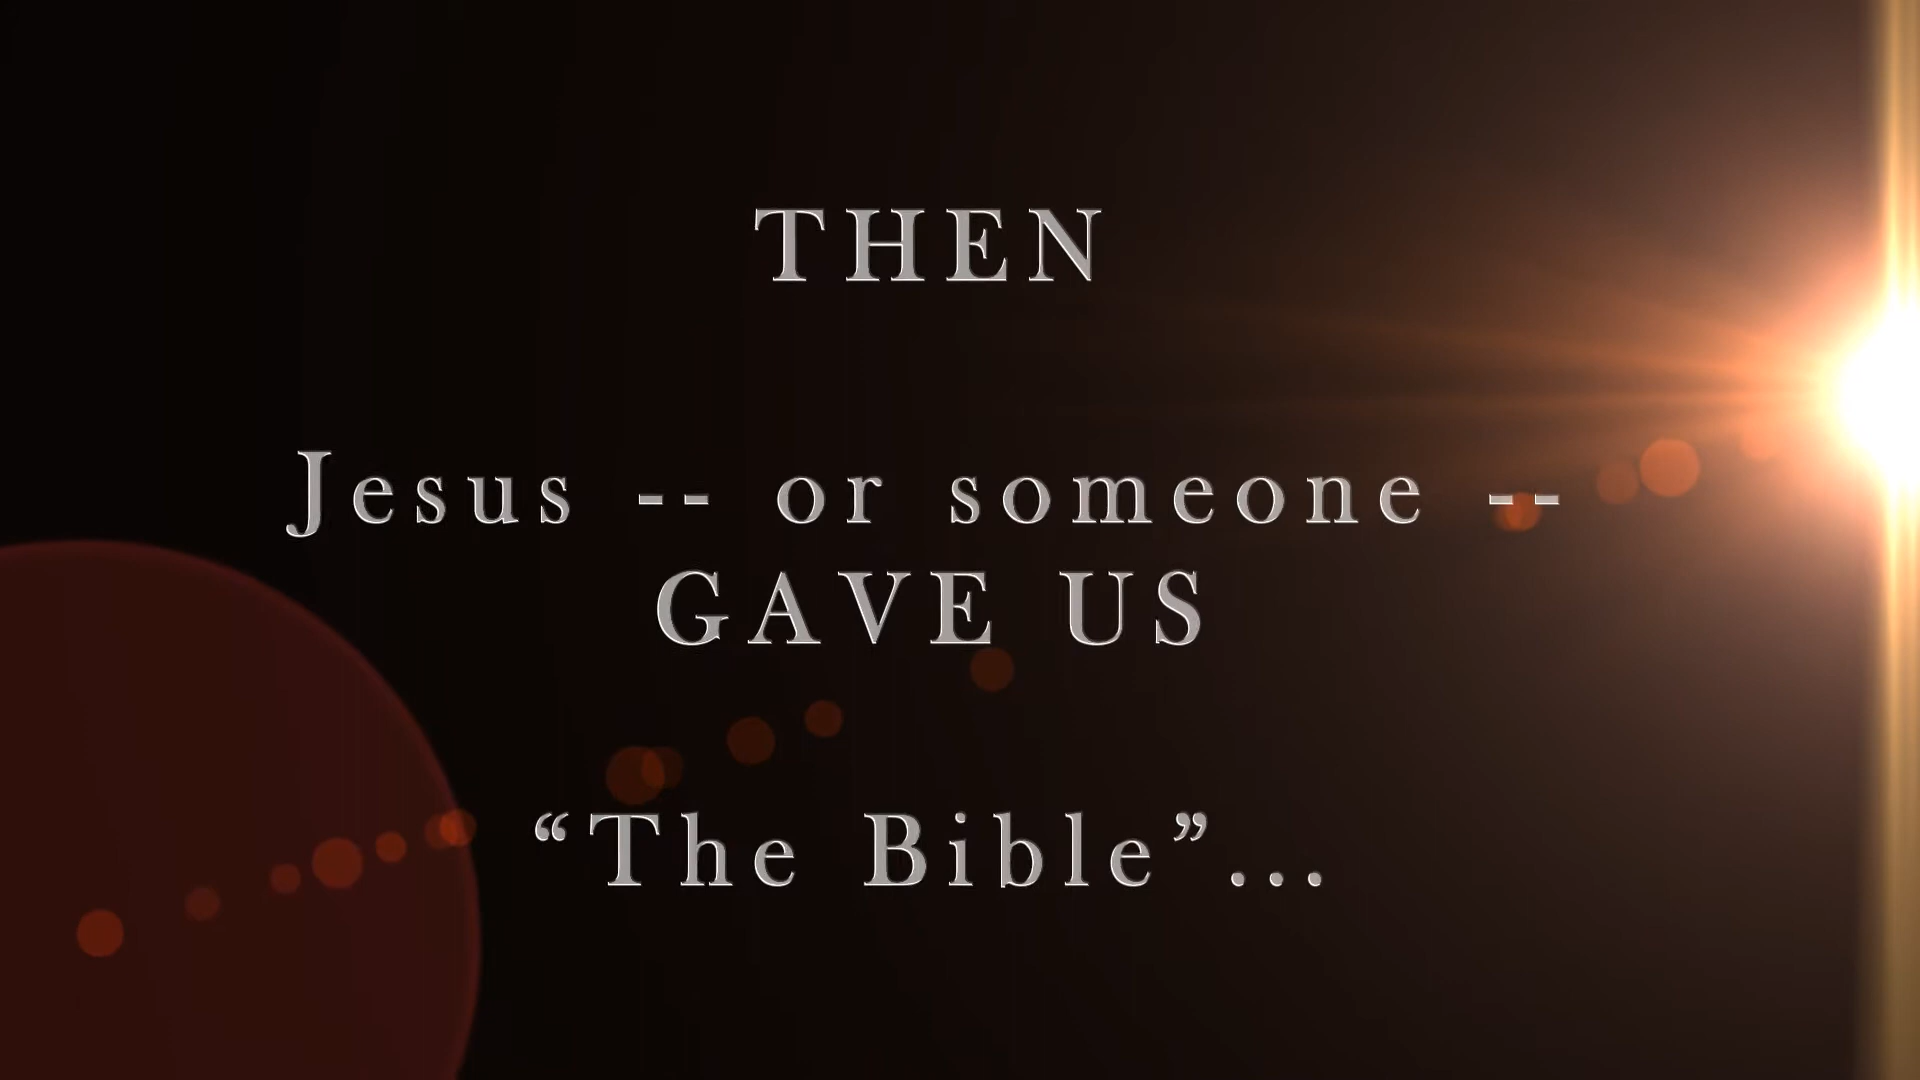 THEN
Jesus -- or someone --
GAVE US
“The Bible”...